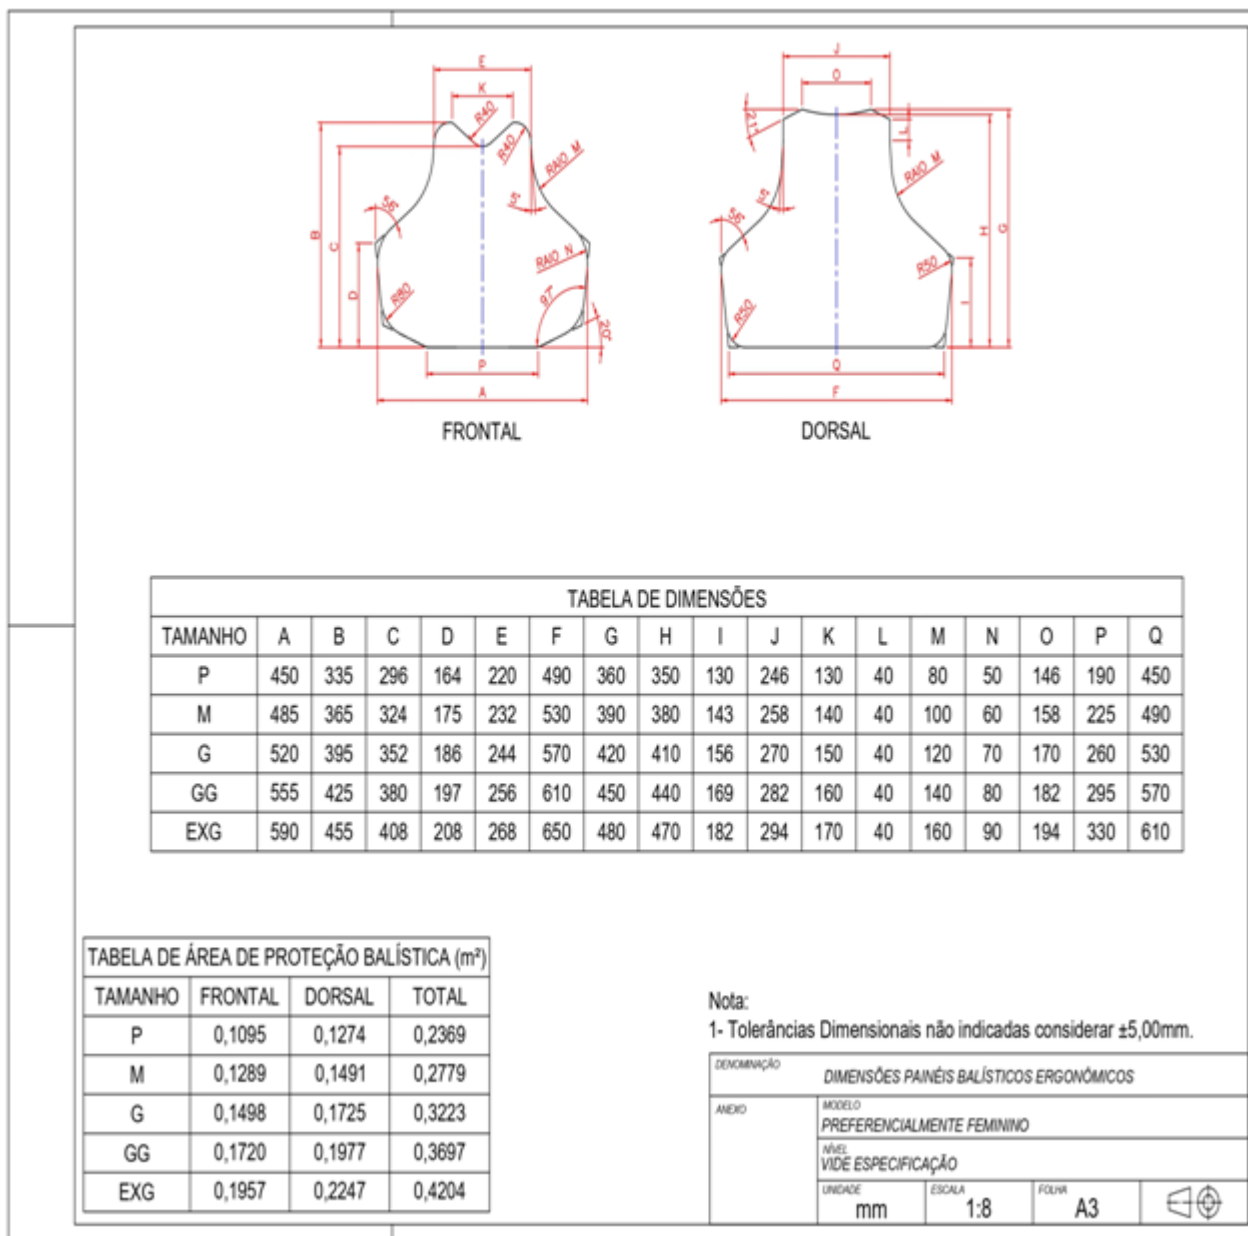 E
K
R40
R40
RAIO M
5°
56°
B
C
D
RAIO N
R80
97°
20°
P
A
FRONTAL
J
O
21°
L
RAIO M
5°
56°
H
G
R50
R50
I
Q
F
DORSAL
TABELA DE DIMENSÕES
TAMANHO A B C D E F G H I J K L M N O P Q
P 450 335 296 164 220 490 360 350 130 246 130 40 80 50 146 190 450
M 485 365 324 175 232 530 390 380 143 258 140 40 100 60 158 225 490
G 520 395 352 186 244 570 420 410 156 270 150 40 120 70 170 260 530
GG 555 425 380 197 256 610 450 440 169 282 160 40 140 80 182 295 570
EXG 590 455 408 208 268 650 480 470 182 294 170 40 160 90 194 330 610
TABELA DE ÁREA DE PROTEÇÃO BALÍSTICA (m²)
TAMANHO FRONTAL DORSAL TOTAL
P 0,1095 0,1274 0,2369
M 0,1289 0,1491 0,2779
G 0,1498 0,1725 0,3223
GG 0,1720 0,1977 0,3697
EXG 0,1957 0,2247 0,4204
Nota:
1- Tolerâncias Dimensionais não indicadas considerar ±5,00mm.
DENOMINAÇÃO
DIMENSÕES PAINÉIS BALÍSTICOS ERGONÔMICOS
ANEXO
MODELO
PREFERENCIALMENTE FEMININO
NÍVEL
VIDE ESPECIFICAÇÃO
UNIDADE ESCALA FOLHA
mm 1:8 A3